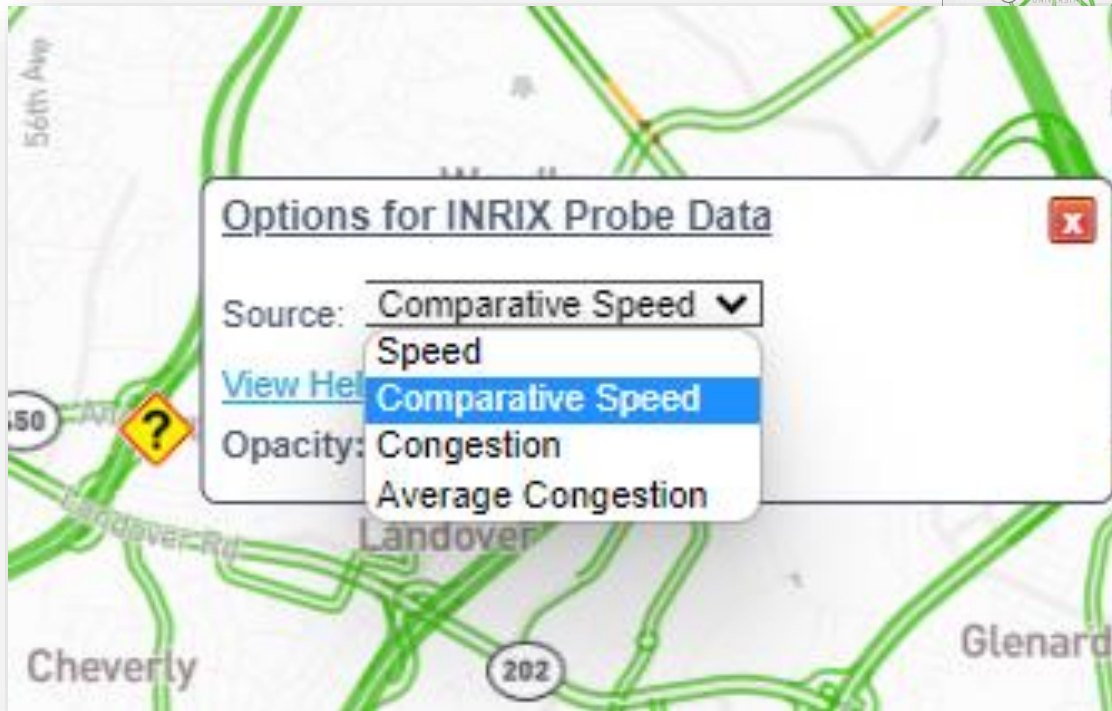 56th Ave
Options for INRIX Probe Data
x
Source: Comparative Speed
Speed
View Hel
Comparative Speed
Congestion
Opacity:
Average Congestion
50
?
Landover Rd
Landover
Cheverly
202
Glenard